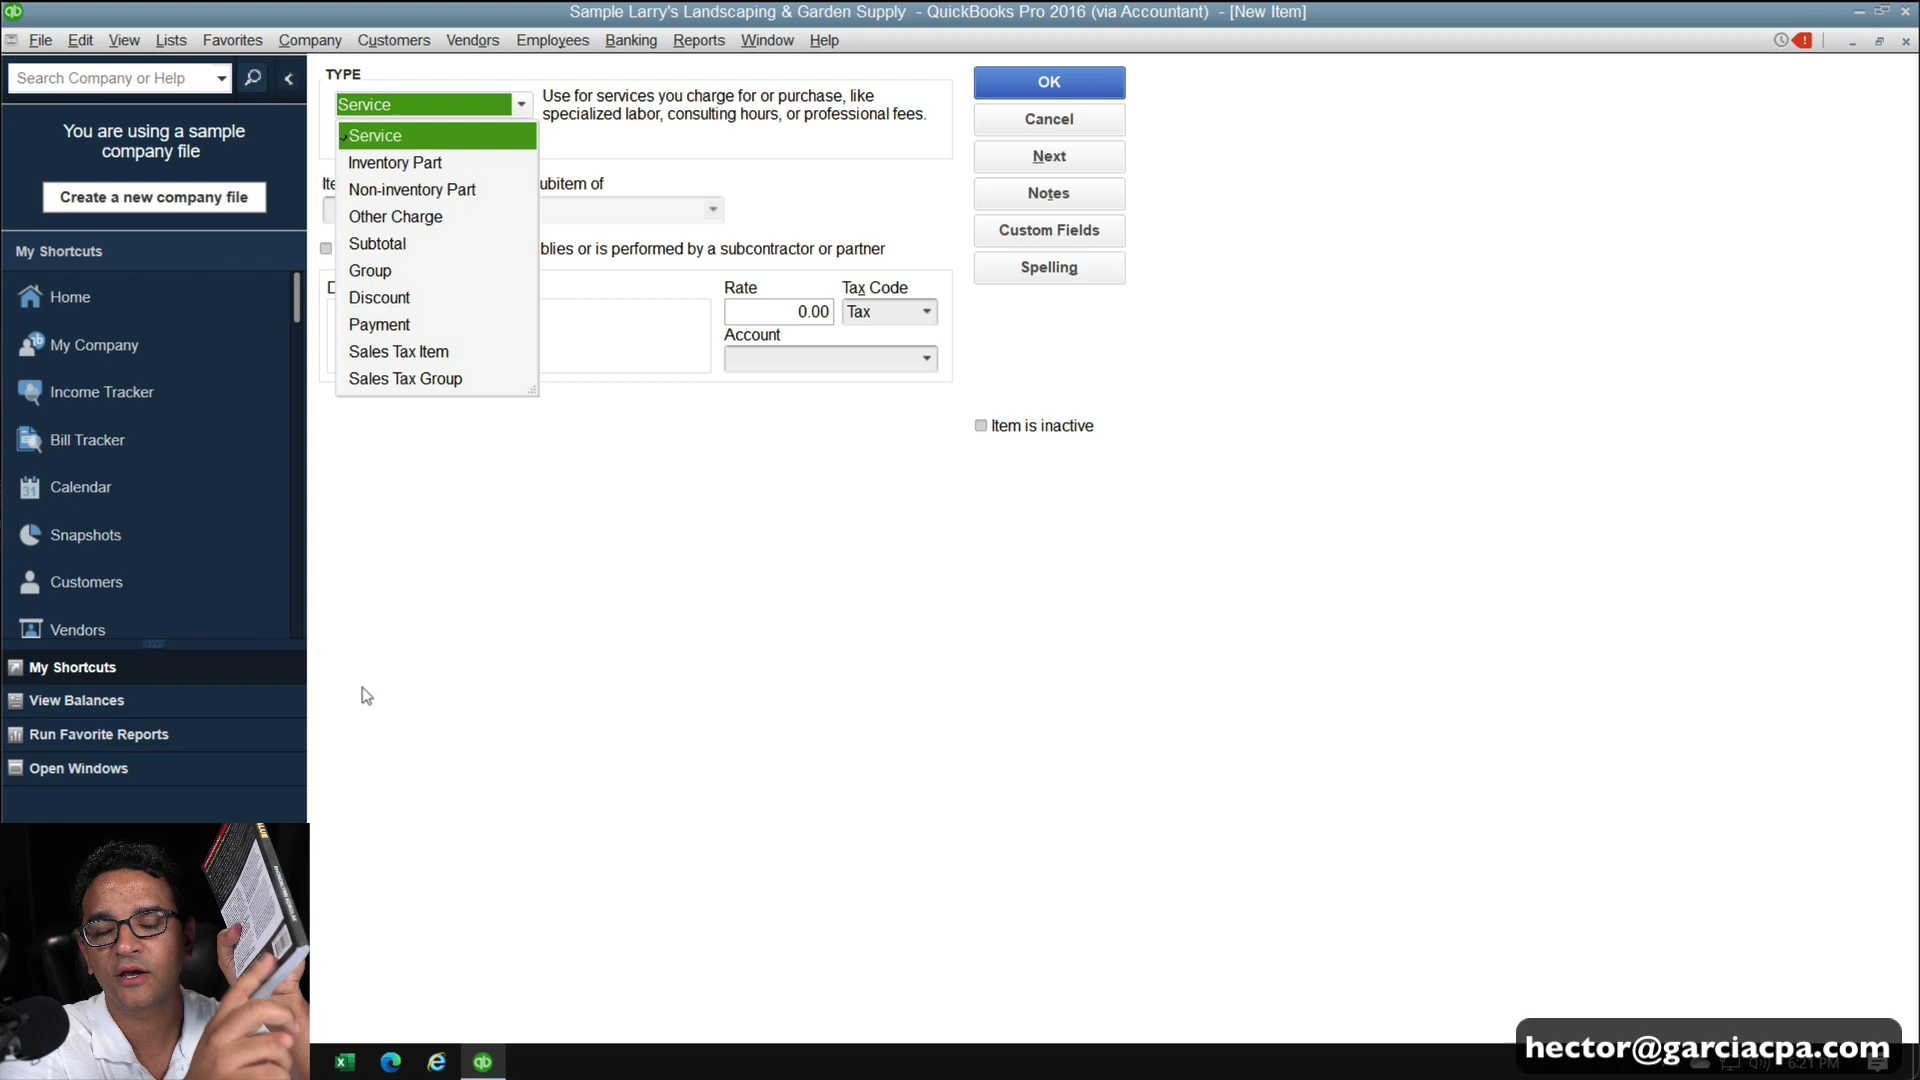 Sample Larry's Landscaping & Garden Supply - QuickBooks Pro 2016 (via Accountant) - [New Item]
File Edit View Lists Favorites Company Customers Vendors Employees Banking Reports Window Help
Search Company or Help
You are using a sample
company file
Create a new company file
My Shortcuts
Home
My Company
Income Tracker
Bill Tracker
31
Calendar
Snapshots
Customers
Vendors
My Shortcuts
View Balances
Run Favorite Reports
Open Windows
TYPE
Service
Use for services you charge for or purchase, like
specialized labor, consulting hours, or professional fees.
Service
Inventory Part
Non-inventory Part
Other Charge
Subtotal
Group
Discount
Payment
Sales Tax Item
Sales Tax Group
Ite
ubitem of
blies or is performed by a subcontractor or partner
Rate
Tax Code
0.00
Tax
Account
OK
Cancel
Next
Notes
Custom Fields
Spelling
Item is inactive
hector@garciacpa.com
6:21 PM